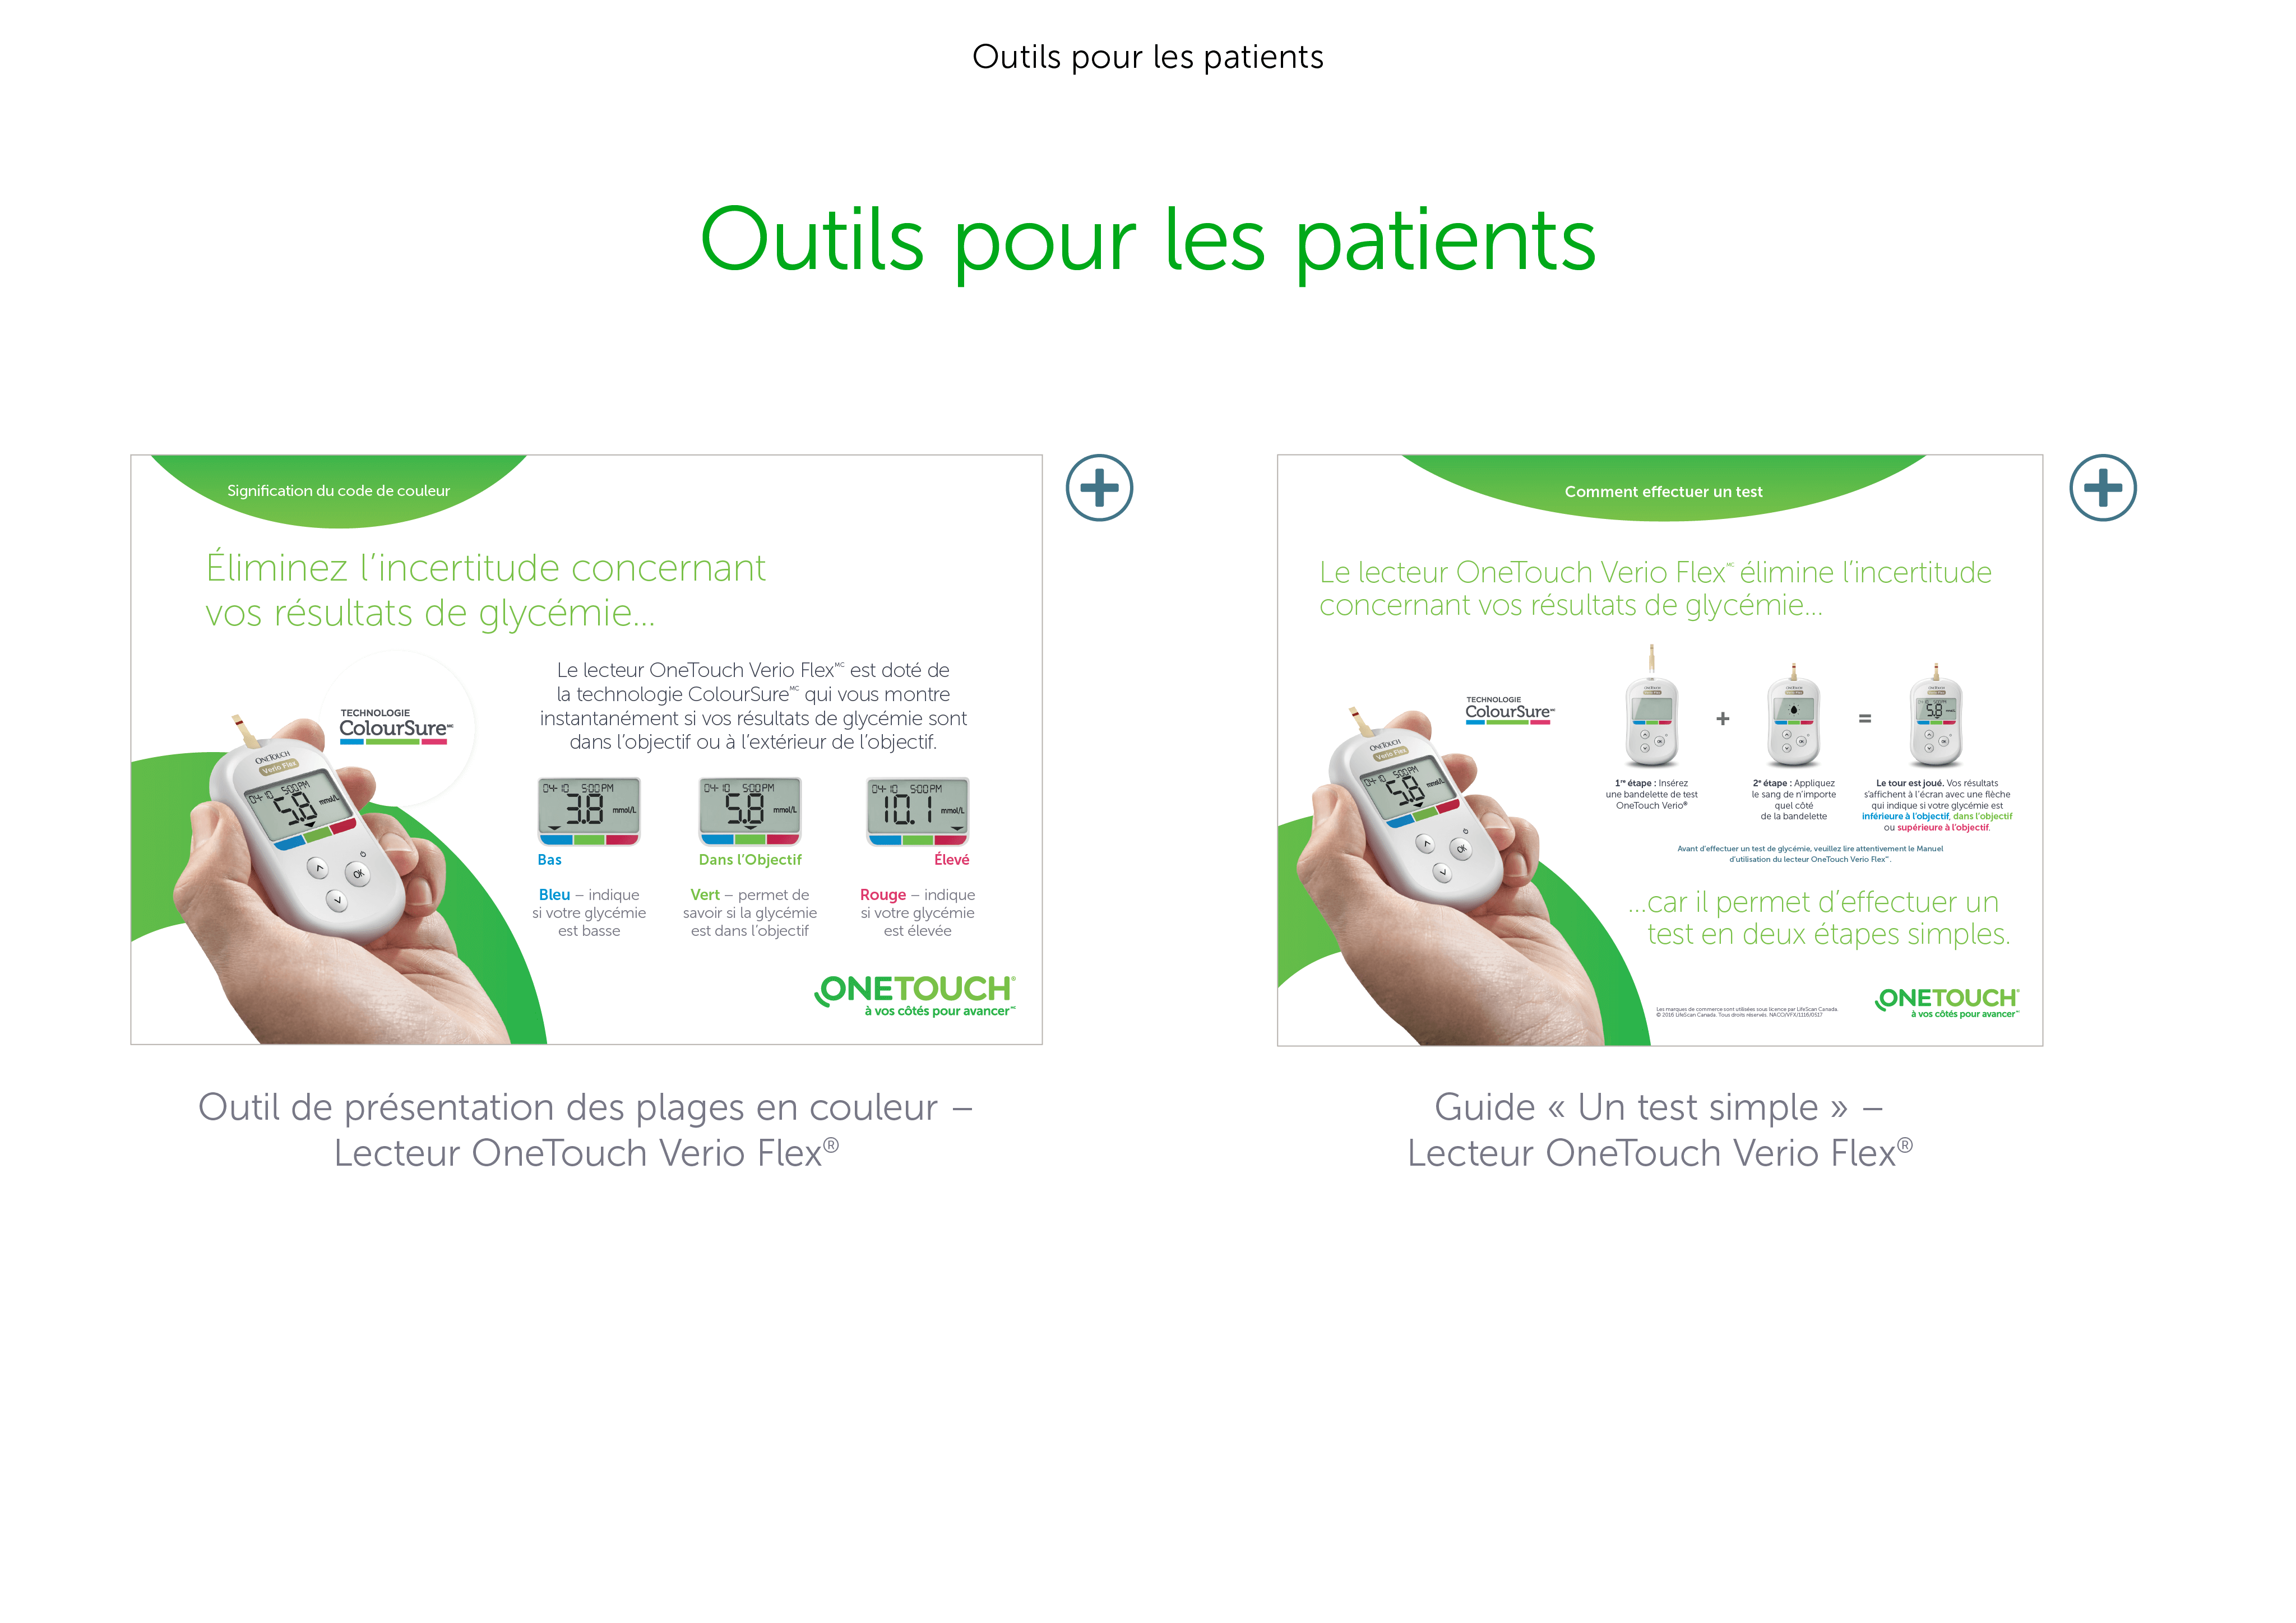 Outils pour les patients
Outils pour les patients
Signification du code de couleur
Éliminez l'incertitude concernant
vos résultats de glycémie...
Le lecteur OneTouch Verio Flex^MC est doté de
la technologie ColourSure^MC qui vous montre
instantanément si vos résultats de glycémie sont
dans l'objectif ou à l'extérieur de l'objectif.
TECHNOLOGIE
ColourSure^MC
ONETOUCH
Verio Flex
04-10 5:00PM
5.8 mmol/L
OK
04-10 5:00PM
3.8 mmol/L
04-10 5:00PM
5.8 mmol/L
04-10 5:00PM
10.1 mmol/L
Bas
Dans l'Objectif
Élevé
Bleu – indique
si votre glycémie
est basse
Vert – permet de
savoir si la glycémie
est dans l'objectif
Rouge – indique
si votre glycémie
est élevée
ONETOUCH®
à vos côtés pour avancer^MC
Outil de présentation des plages en couleur –
Lecteur OneTouch Verio Flex®
Comment effectuer un test
Le lecteur OneTouch Verio Flex^MC élimine l'incertitude
concernant vos résultats de glycémie...
TECHNOLOGIE
ColourSure^MC
ONETOUCH
Verio Flex
04-10 5:00PM
5.8 mmol/L
OK
+
=
5.8
1re étape : Insérez
une bandelette de test
OneTouch Verio®
2e étape : Appliquez
le sang de n'importe
quel côté
de la bandelette
Le tour est joué. Vos résultats
s'affichent à l'écran avec une flèche
qui indique si votre glycémie est
inférieure à l'objectif, dans l'objectif
ou supérieure à l'objectif.
Avant d'effectuer un test de glycémie, veuillez lire attentivement le Manuel
d'utilisation du lecteur OneTouch Verio Flex^MC.
...car il permet d'effectuer un
test en deux étapes simples.
Les marques de commerce sont utilisées sous licence par LifeScan Canada.
© 2016 LifeScan Canada. Tous droits réservés. NACO/VFX/1116/0517
ONETOUCH®
à vos côtés pour avancer^MC
Guide « Un test simple » –
Lecteur OneTouch Verio Flex®